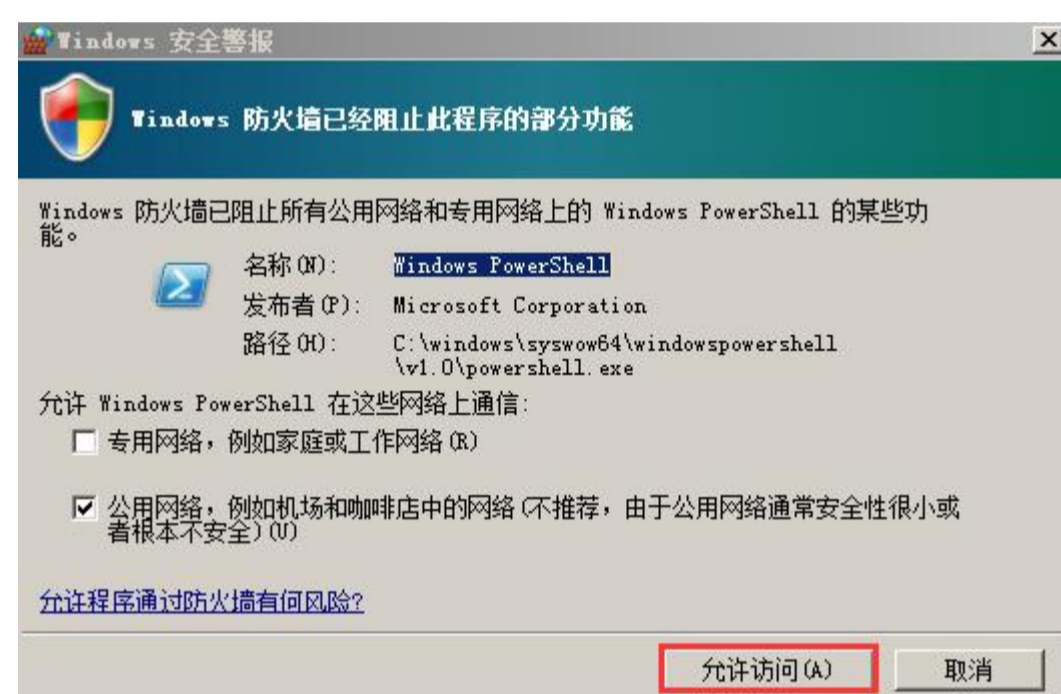 Windows 安全警报
Windows 防火墙已经阻止此程序的部分功能
Windows 防火墙已阻止所有公用网络和专用网络上的 Windows PowerShell 的某些功
能。
名称(N): Windows PowerShell
发布者(P): Microsoft Corporation
路径(H): C:\windows\syswow64\windowspowershell
\v1.0\powershell.exe
允许 Windows PowerShell 在这些网络上通信:
专用网络，例如家庭或工作网络(R)
公用网络，例如机场和咖啡店中的网络(不推荐，由于公用网络通常安全性很小或
者根本不安全)(U)
允许程序通过防火墙有何风险?
允许访问(A) 取消